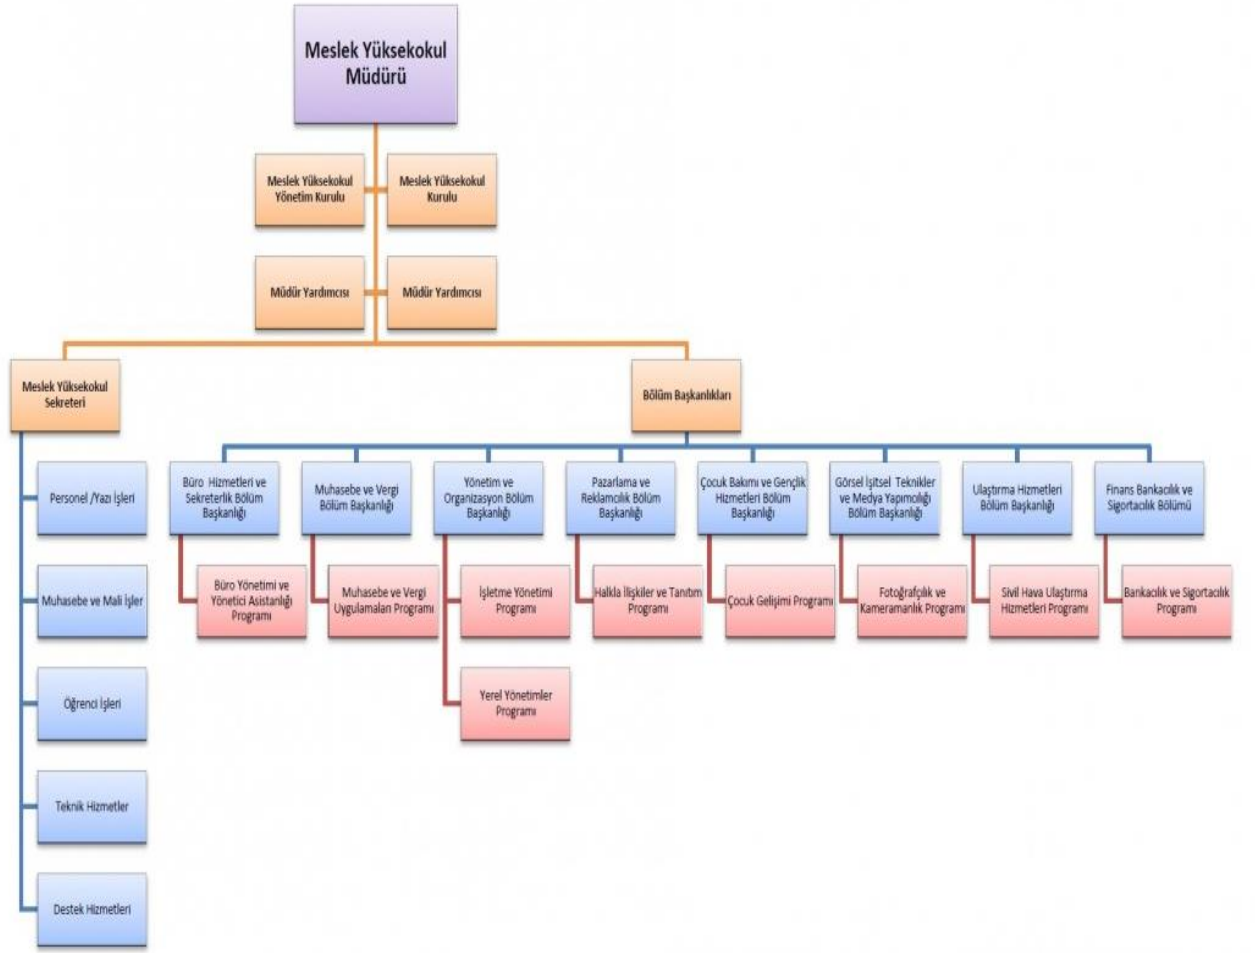 Meslek Yüksekokul
Müdürü
Meslek Yüksekokul
Yönetim Kurulu
Meslek Yüksekokul
Kurulu
Müdür Yardımcısı
Müdür Yardımcısı
Meslek Yüksekokul
Sekreteri
Bölüm Başkanlıkları
Personel /Yazı İşleri
Büro Hizmetleri ve
Sekreterlik Bölüm
Başkanlığı
Muhasebe ve Vergi
Bölüm Başkanlığı
Yönetim ve
Organizasyon Bölüm
Başkanlığı
Pazarlama ve
Reklamcılık Bölüm
Başkanlığı
Çocuk Bakımı ve Gençlik
Hizmetleri Bölüm
Başkanlığı
Görsel İşitsel Teknikler
ve Medya Yapımcılığı
Bölüm Başkanlığı
Ulaştırma Hizmetleri
Bölüm Başkanlığı
Finans Bankacılık ve
Sigortacılık Bölümü
Muhasebe ve Mali İşler
Büro Yönetimi ve
Yönetici Asistanlığı
Programı
Muhasebe ve Vergi
Uygulamaları Programı
İşletme Yönetimi
Programı
Halkla İlişkiler ve Tanıtım
Programı
Çocuk Gelişimi Programı
Fotoğrafçılık ve
Kameramanlık Programı
Sivil Hava Ulaştırma
Hizmetleri Programı
Bankacılık ve Sigortacılık
Programı
Öğrenci İşleri
Yerel Yönetimler
Programı
Teknik Hizmetler
Destek Hizmetleri